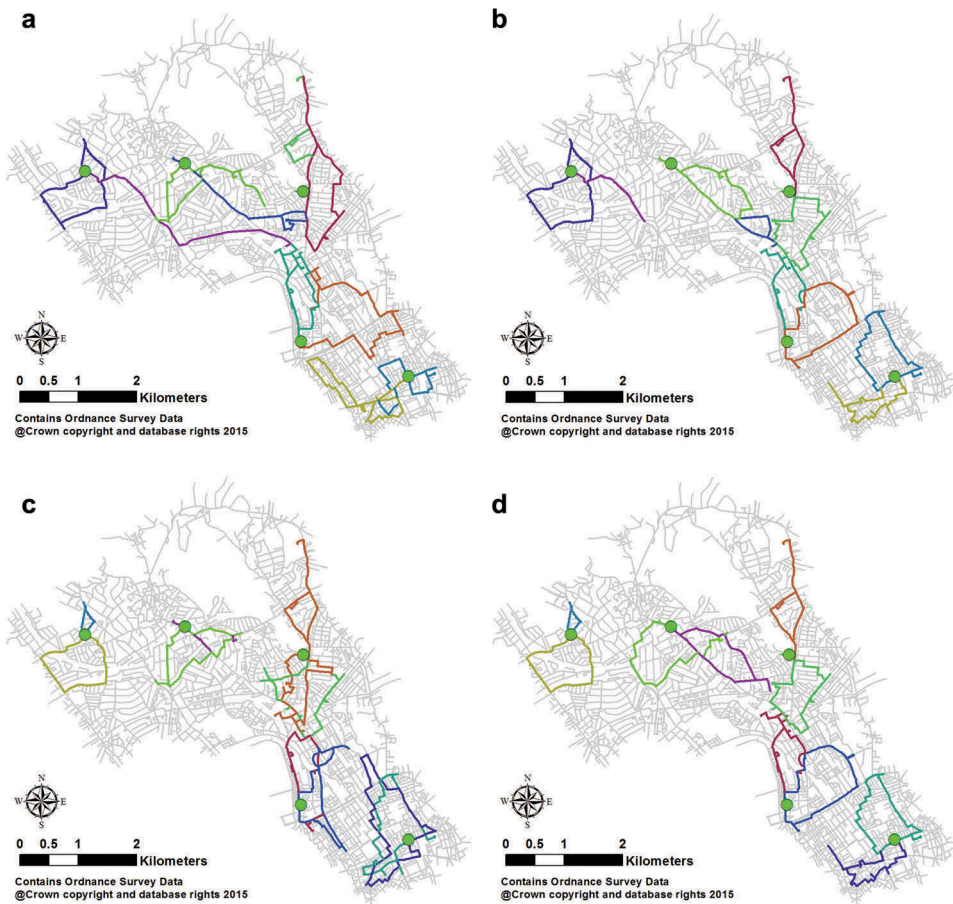 a
N
W E
S
0 0.5 1 2
Kilometers
Contains Ordnance Survey Data
@Crown copyright and database rights 2015
b
N
W E
S
0 0.5 1 2
Kilometers
Contains Ordnance Survey Data
@Crown copyright and database rights 2015
c
N
W E
S
0 0.5 1 2
Kilometers
Contains Ordnance Survey Data
@Crown copyright and database rights 2015
d
N
W E
S
0 0.5 1 2
Kilometers
Contains Ordnance Survey Data
@Crown copyright and database rights 2015